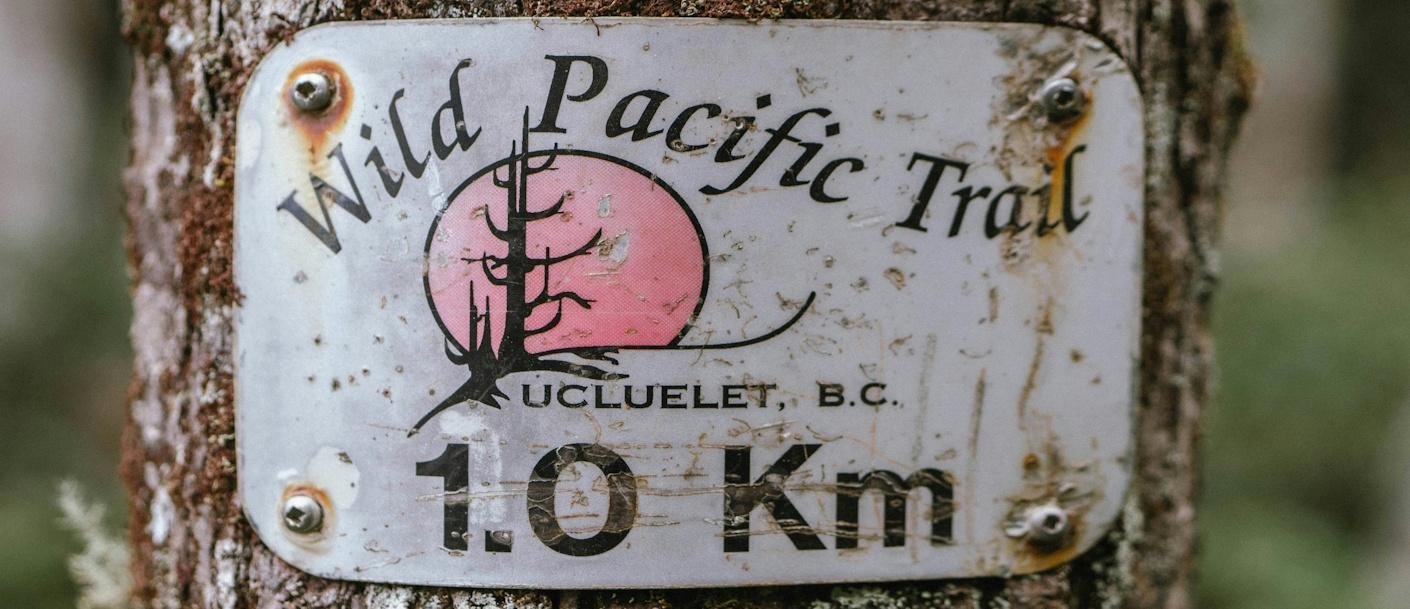 Wild Pacific Trail
UCLUELET, B.C.
1.0 Km